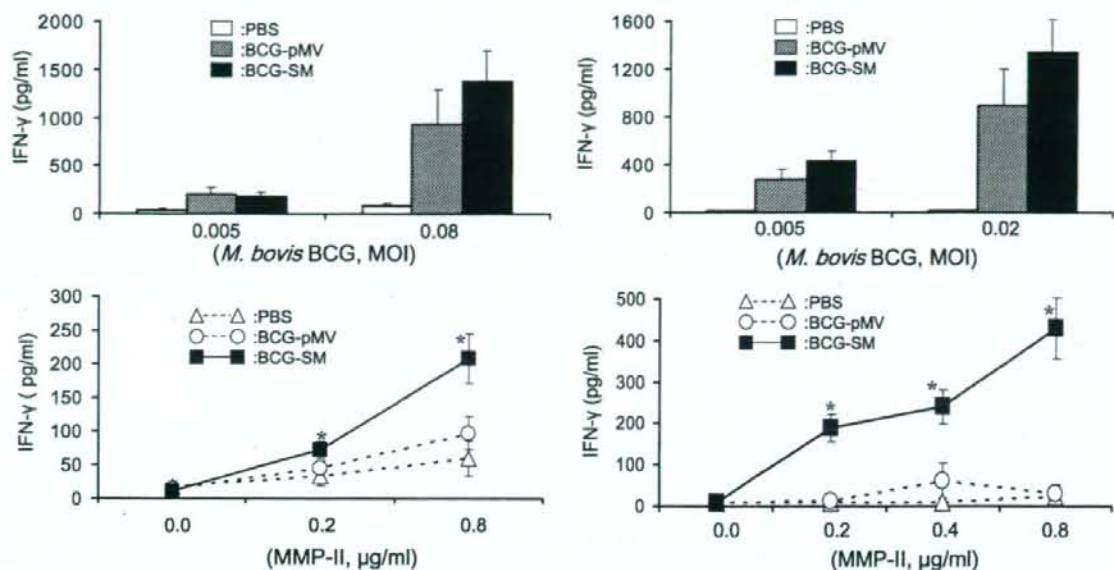 :PBS
:BCG-pMV
:BCG-SM
2000
1500
1000
500
0
IFN-γ (pg/ml)
0.005 0.08
(M. bovis BCG, MOI)
:PBS
:BCG-pMV
:BCG-SM
1600
1200
800
400
0
IFN-γ (pg/ml)
0.005 0.02
(M. bovis BCG, MOI)
:PBS
:BCG-pMV
:BCG-SM
300
250
200
150
100
50
0
IFN-γ ( pg/ml)
* * *
0.0 0.2 0.8
(MMP-II, µg/ml)
:PBS
:BCG-pMV
:BCG-SM
500
400
300
200
100
0
IFN-γ (pg/ml)
* * *
0.0 0.2 0.4 0.8
(MMP-II, µg/ml)